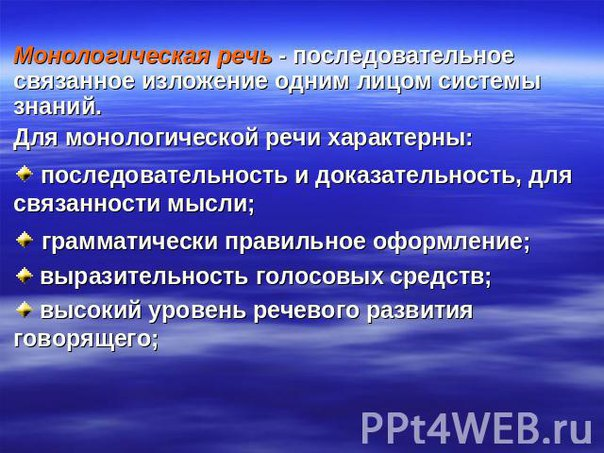 Монологическая речь - последовательное
связанное изложение одним лицом системы
знаний.
Для монологической речи характерны:
последовательность и доказательность, для
связанности мысли;
грамматически правильное оформление;
выразительность голосовых средств;
высокий уровень речевого развития
говорящего;
PPt4WEB.ru